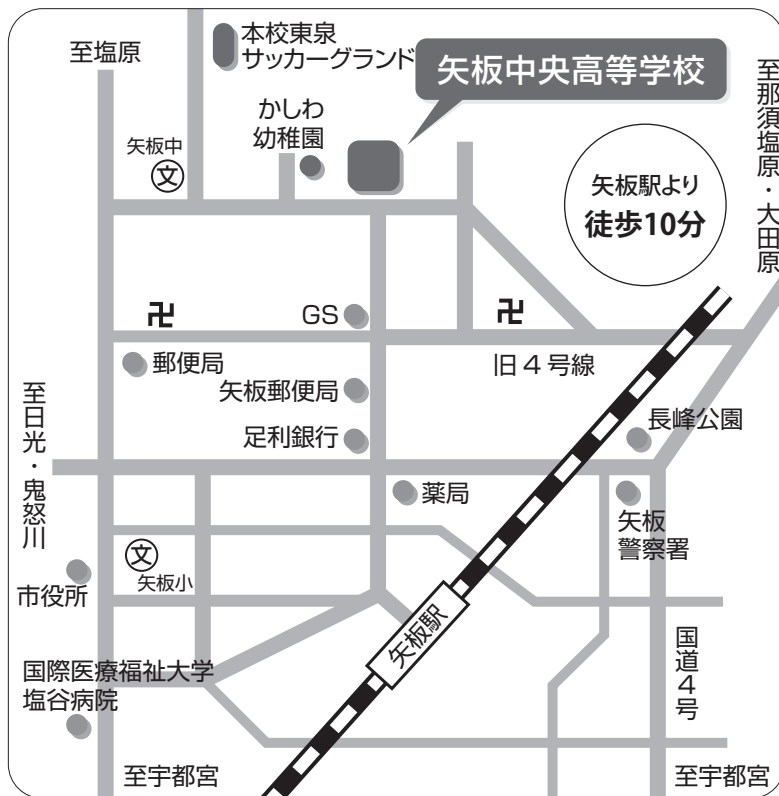 至塩原
本校東泉
サッカーグランド
矢板中央高等学校
至那須塩原・大田原
かしわ
幼稚園
矢板中
文
矢板駅より
徒歩10分
卍
GS
卍
旧4号線
郵便局
矢板郵便局
足利銀行
長峰公園
至日光・鬼怒川
薬局
矢板
警察署
文
矢板小
市役所
矢板駅
国道4号
国際医療福祉大学
塩谷病院
至宇都宮
至宇都宮